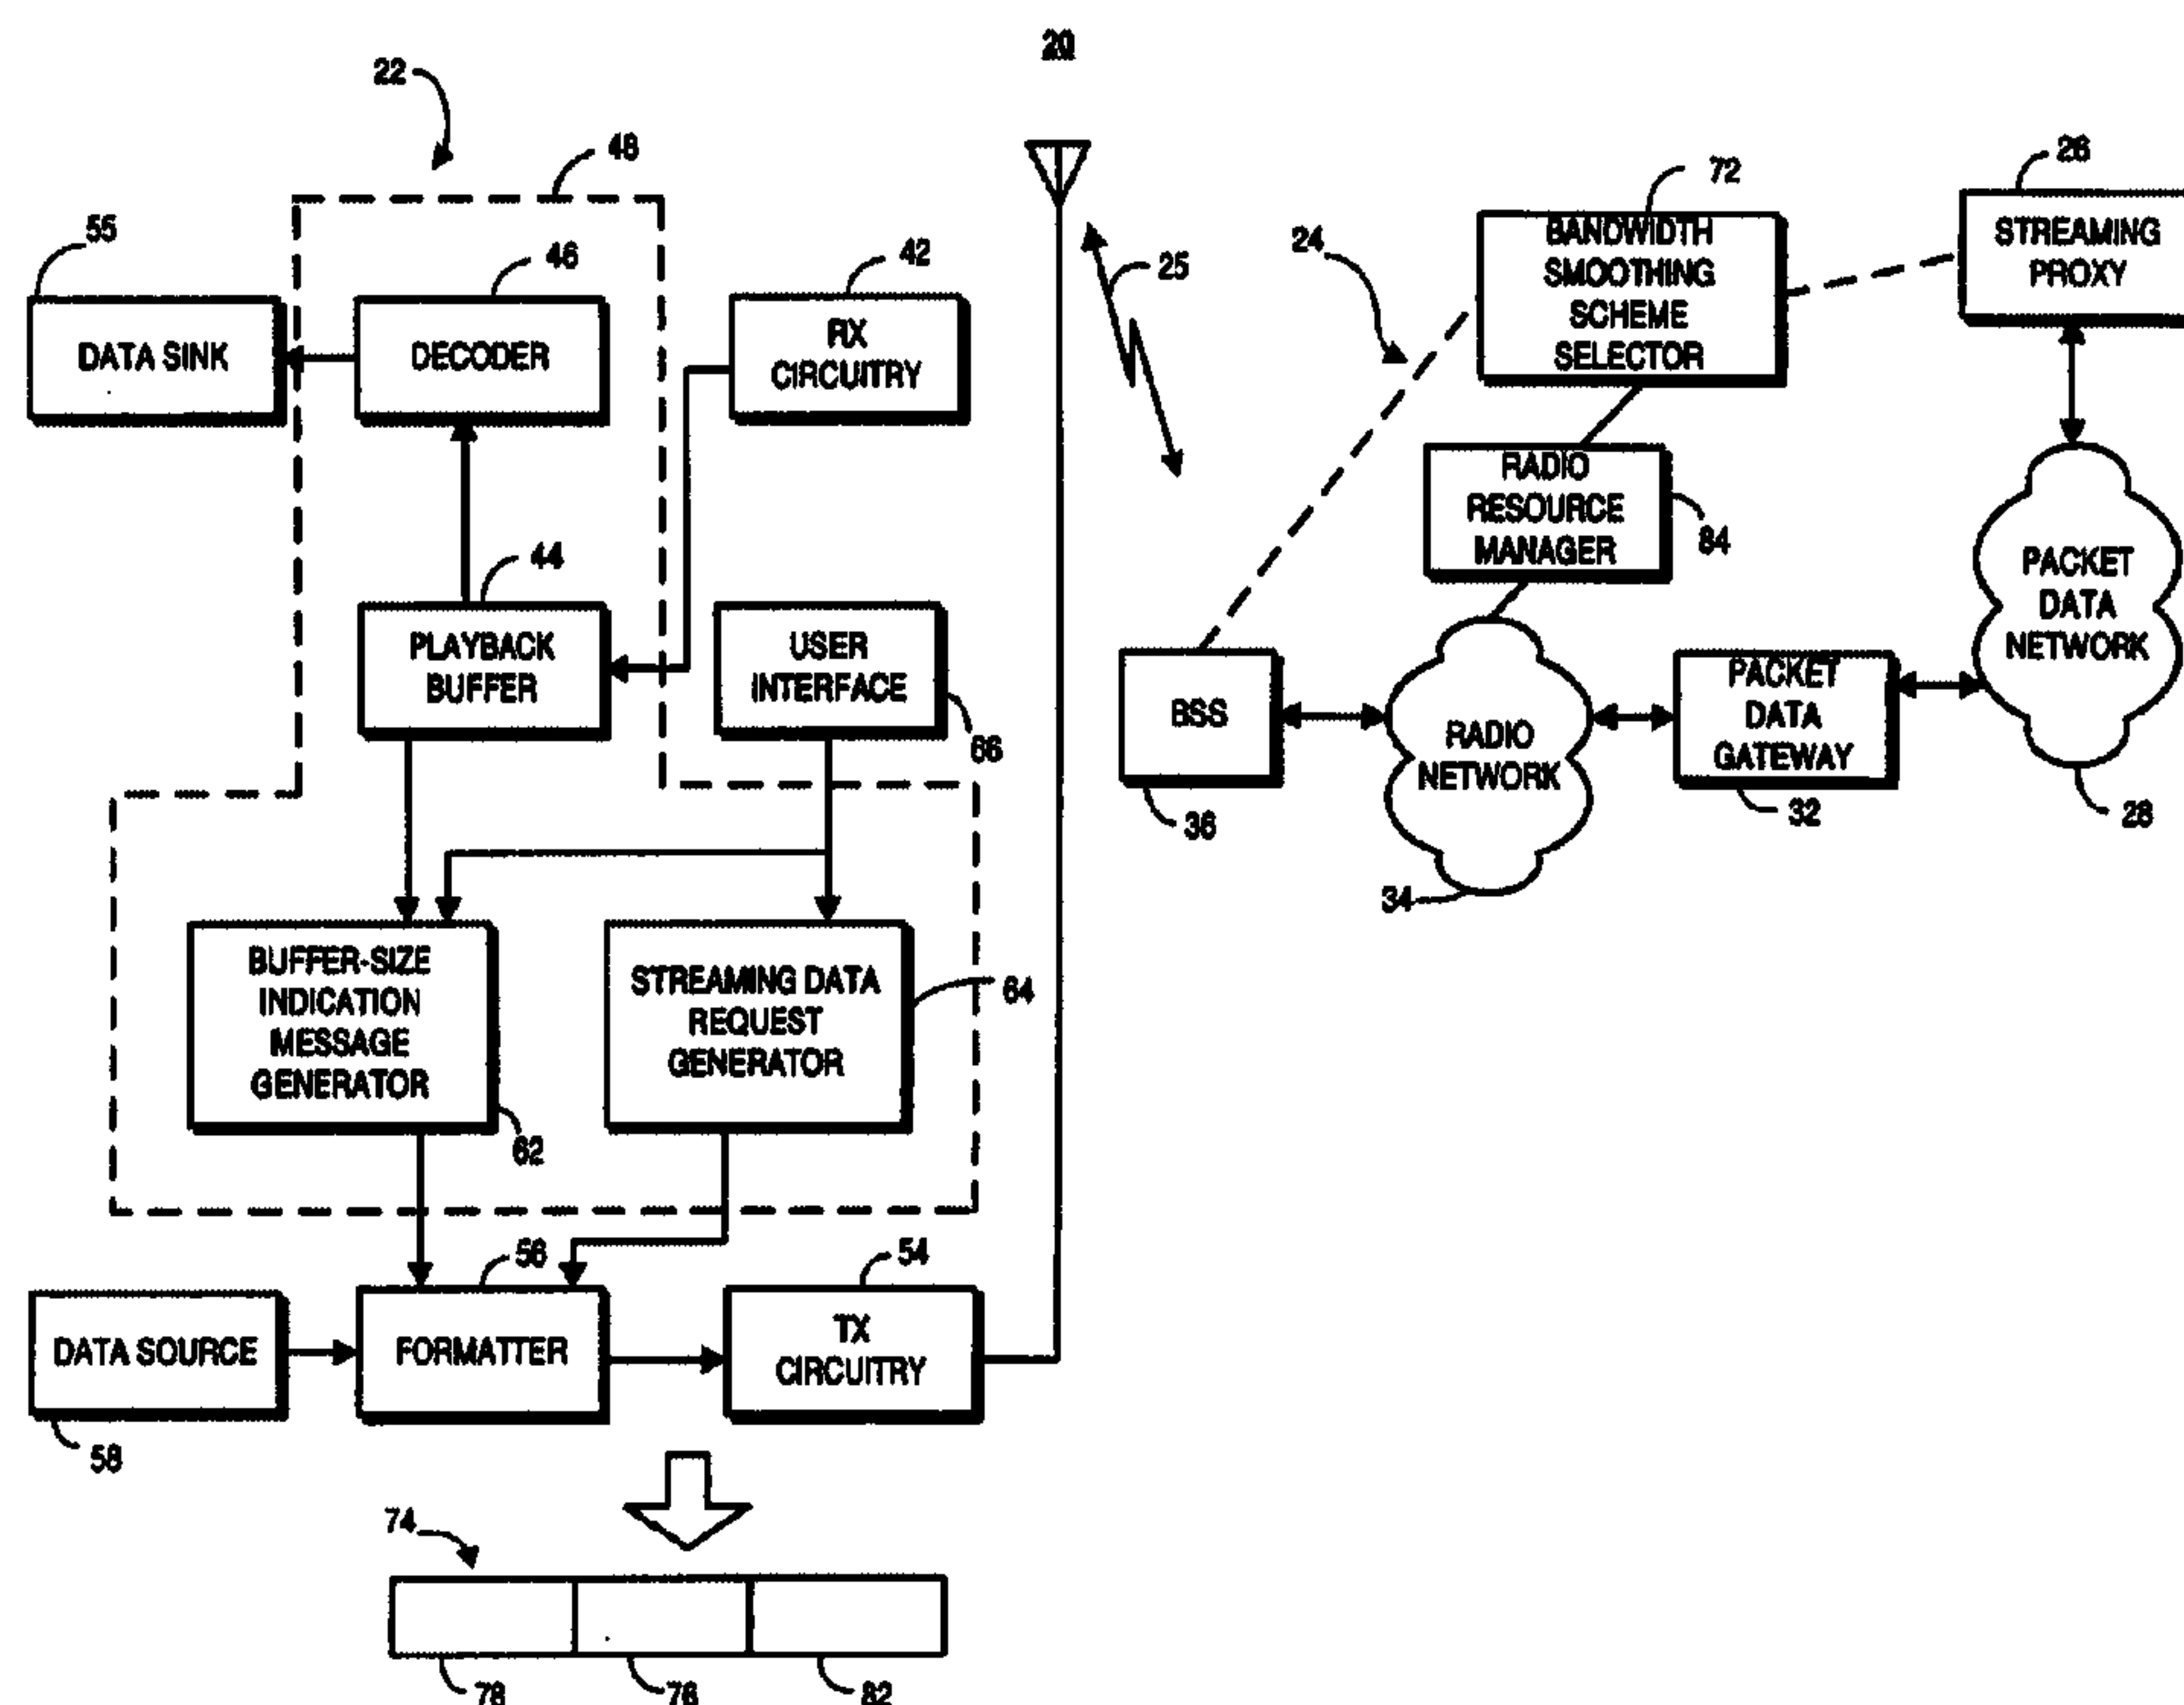 20
22
48
55
46
42
DATA SINK
DECODER
RX
CIRCUITRY
25
24
72
BANDWIDTH
SMOOTHING
SCHEME
SELECTOR
26
STREAMING
PROXY
RADIO
RESOURCE
MANAGER
84
44
PLAYBACK
BUFFER
USER
INTERFACE
66
BSS
36
RADIO
NETWORK
34
PACKET
DATA
GATEWAY
32
PACKET
DATA
NETWORK
28
BUFFER-SIZE
INDICATION
MESSAGE
GENERATOR
62
STREAMING DATA
REQUEST
GENERATOR
64
DATA SOURCE
58
FORMATTER
56
TX
CIRCUITRY
54
74
78
76
82